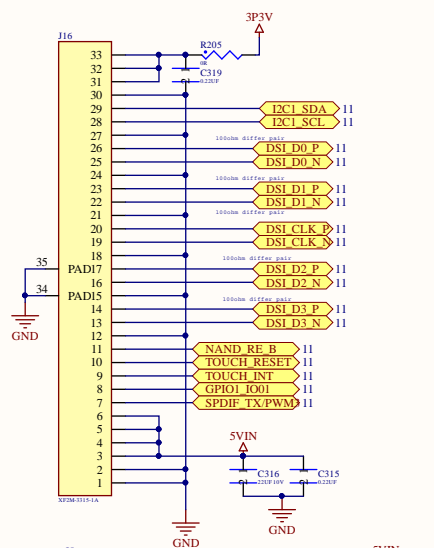 3P3V
J16
R205
0R
33
32
C319
31
0.22UF
30
29 I2C1_SDA 11
28 I2C1_SCL 11
27
100ohm differ pair
26 DSI_D0_P 11
25 DSI_D0_N 11
24
100ohm differ pair
23 DSI_D1_P 11
22 DSI_D1_N 11
21
100ohm differ pair
20 DSI_CLK_P 11
19 DSI_CLK_N 11
18
100ohm differ pair
35 PAD17 DSI_D2_P 11
16 DSI_D2_N 11
34 PAD15
100ohm differ pair
14 DSI_D3_P 11
13 DSI_D3_N 11
12
GND
11 NAND_RE_B 11
10 TOUCH_RESET 11
9 TOUCH_INT 11
8 GPIO1_IO01 11
7 SPDIF_TX/PWM3 11
6
5
5VIN
4
3
2
C316
22UF10V
C315
0.22UF
1
XF2M-3315-1A
GND
GND
5VIN